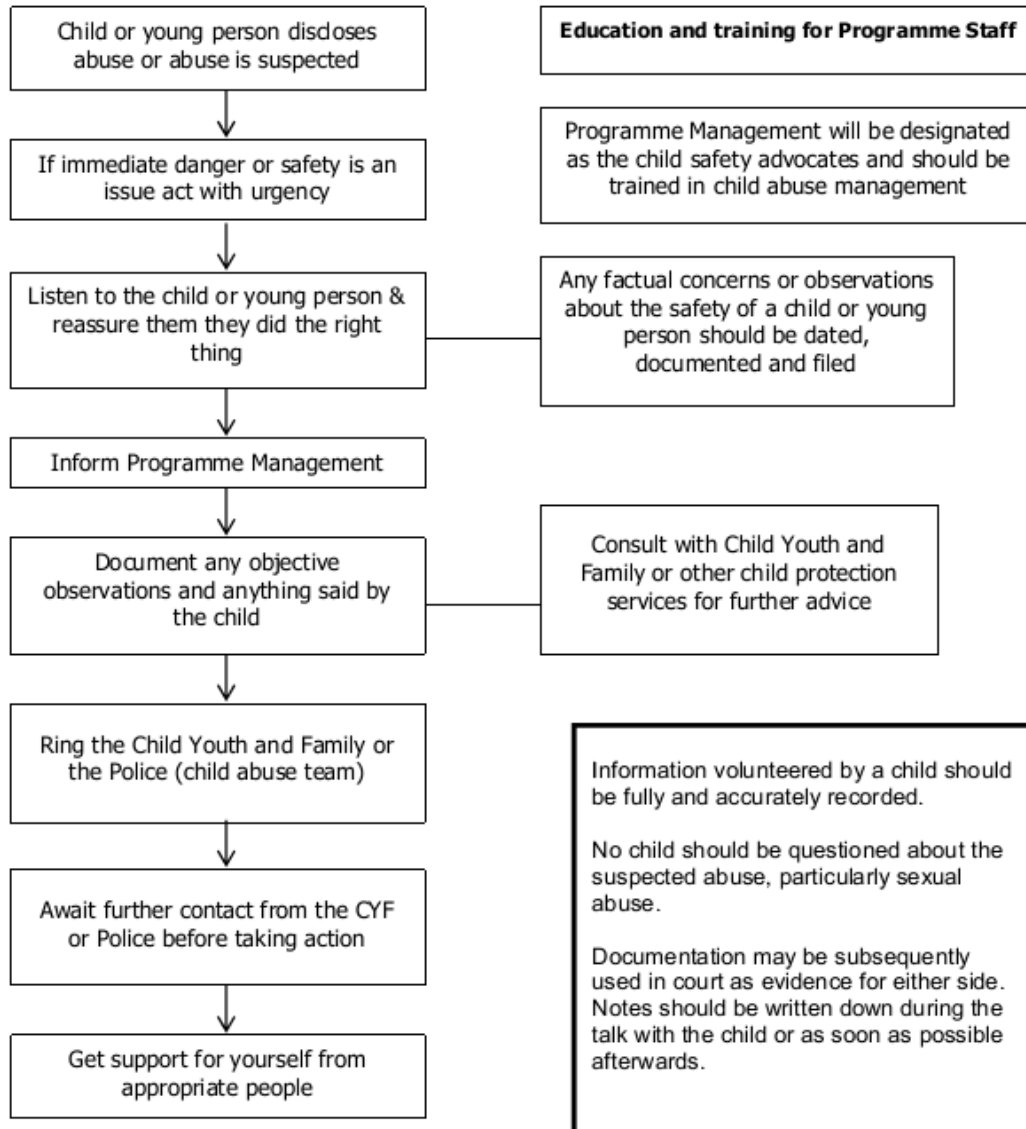 Child or young person discloses
abuse or abuse is suspected
If immediate danger or safety is an
issue act with urgency
Listen to the child or young person &
reassure them they did the right
thing
Inform Programme Management
Document any objective
observations and anything said by
the child
Ring the Child Youth and Family or
the Police (child abuse team)
Await further contact from the CYF
or Police before taking action
Get support for yourself from
appropriate people
Education and training for Programme Staff
Programme Management will be designated
as the child safety advocates and should be
trained in child abuse management
Any factual concerns or observations
about the safety of a child or young
person should be dated,
documented and filed
Consult with Child Youth and
Family or other child protection
services for further advice
Information volunteered by a child should
be fully and accurately recorded.
No child should be questioned about the
suspected abuse, particularly sexual
abuse.
Documentation may be subsequently
used in court as evidence for either side.
Notes should be written down during the
talk with the child or as soon as possible
afterwards.